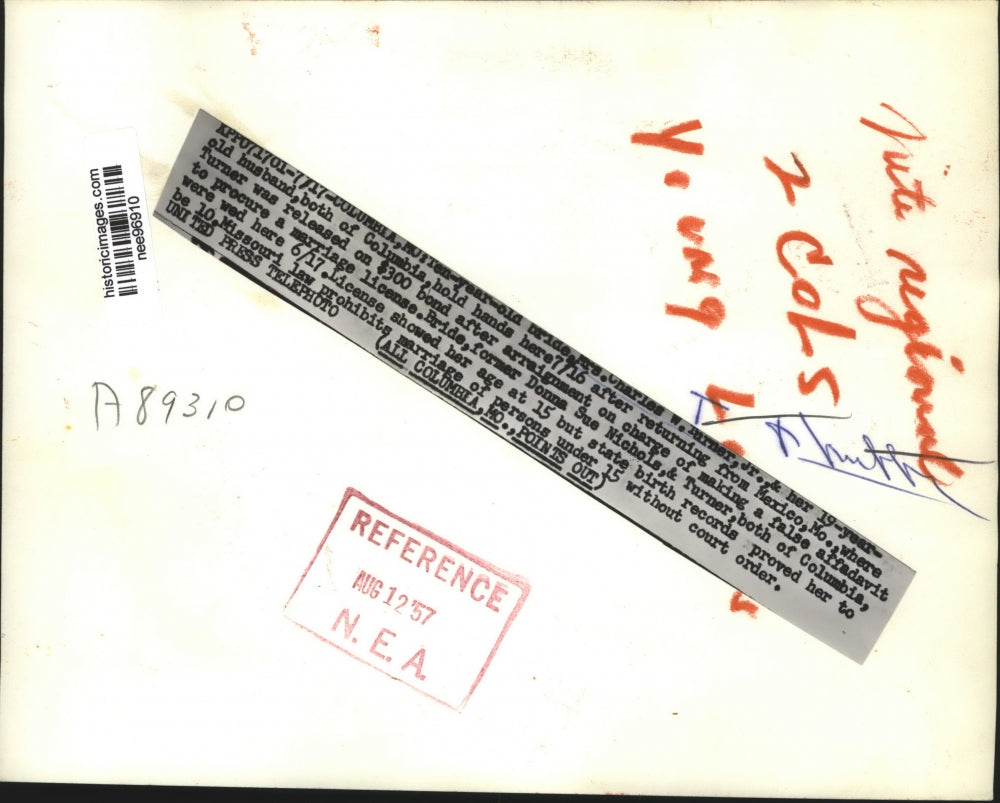 historicimages.com
nee96910
KPP071701-7/17-COLUMBIA,MO.:Ten-year-old bride,Mrs.Charles W.Turner,Jr.,& her 19-year-
old husband,both of Columbia,hold hands here7/16 after returning from Mexico,Mo.,where
Turner was released on $300 bond after arraignment on charge of making a false affadavit
to procure a marriage license.Bride,former Donna Sue Nichols,& Turner,both of Columbia,
were wed here 6/17.License showed her age at 15 but state birth records proved her to
be 10.Missouri law prohibits marriage of persons under 15 without court order.
UNITED PRESS TELEPHOTO
(ALL COLUMBIA,MO.,POINTS OUT)
2 COLS
Young
A89310
REFERENCE
AUG 12 '57
N. E. A.